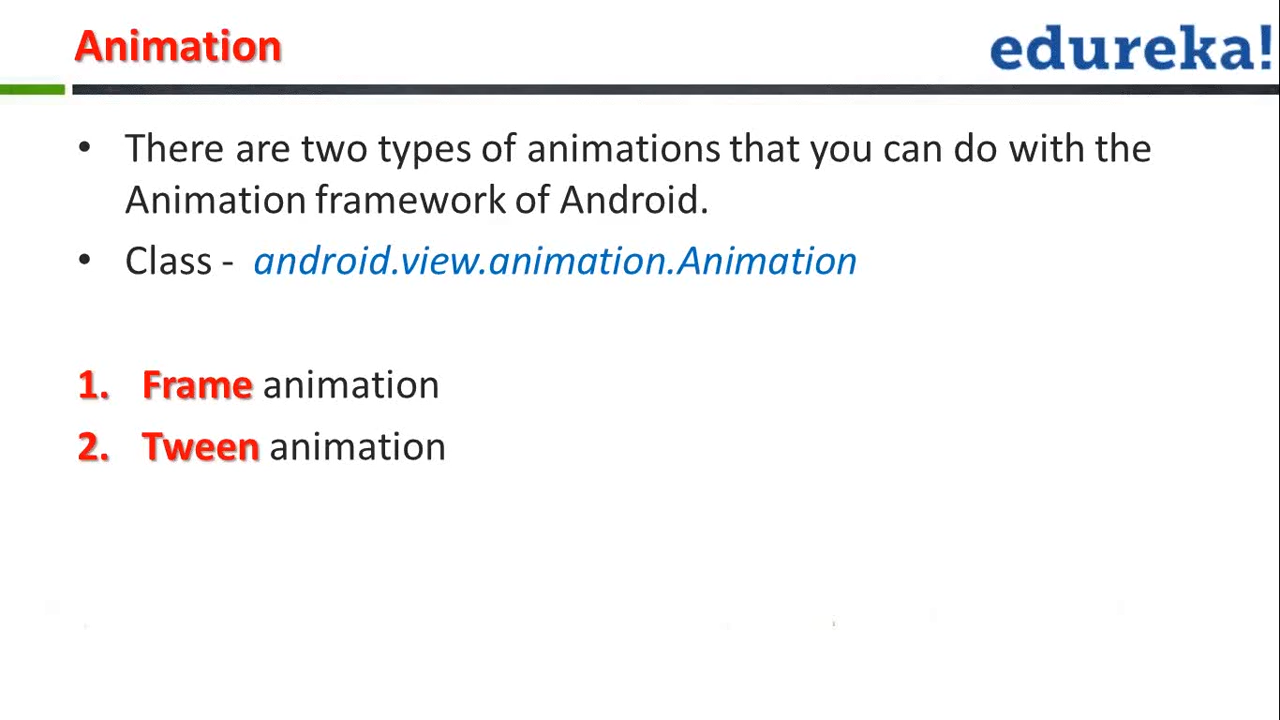 Animation
edureka!
• There are two types of animations that you can do with the
Animation framework of Android.
• Class - android.view.animation.Animation
1. Frame animation
2. Tween animation